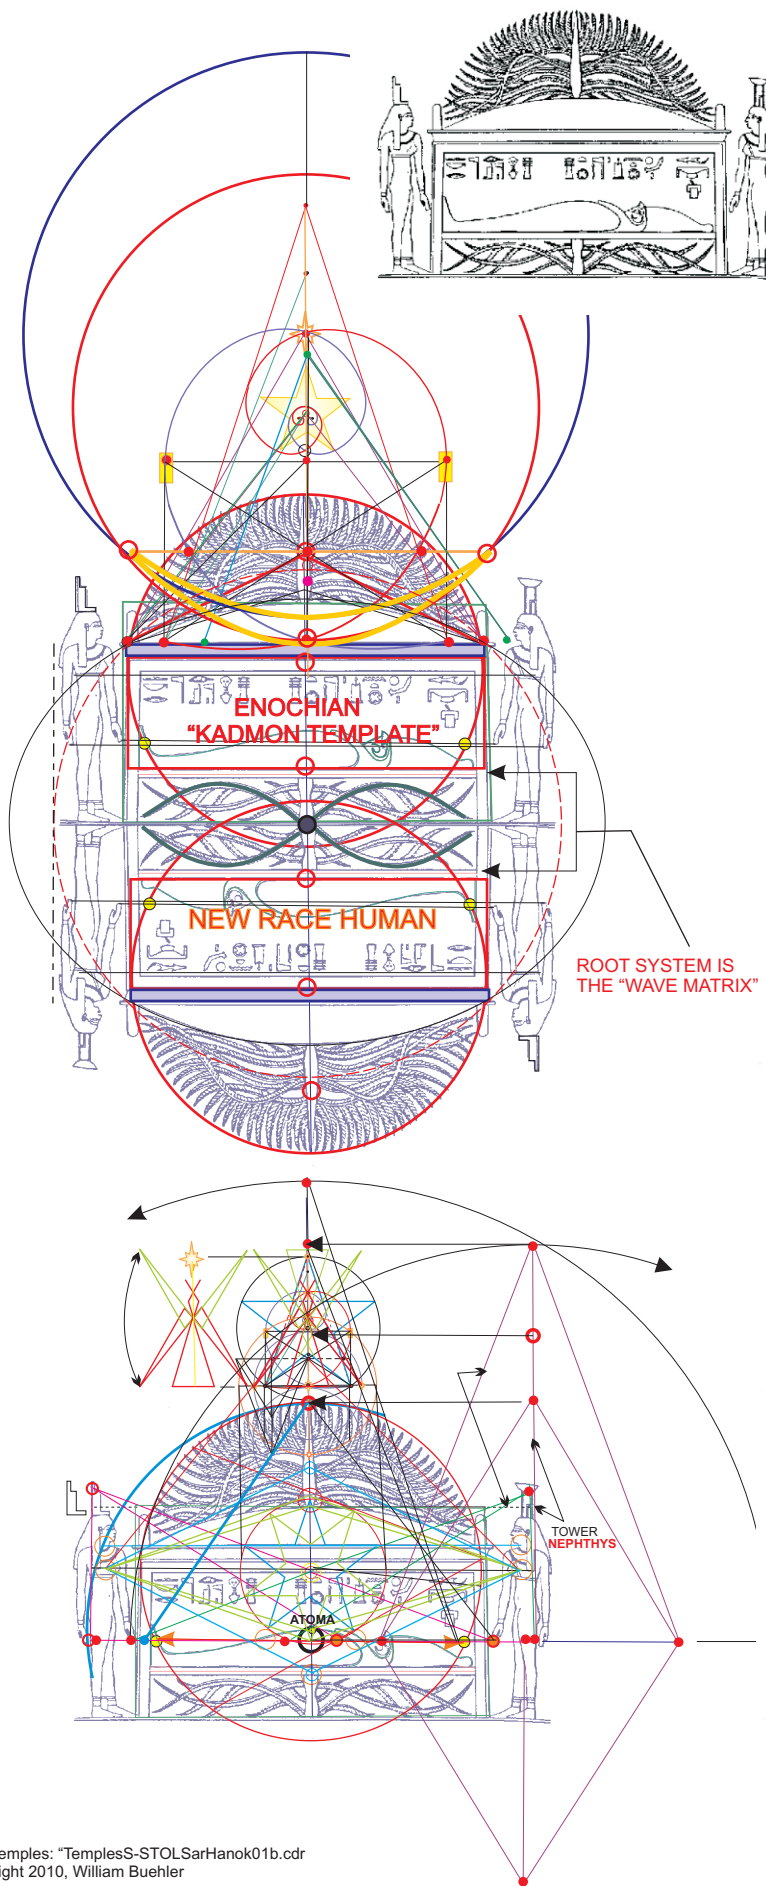 ENOCHIAN
“KADMON TEMPLATE”
NEW RACE HUMAN
ROOT SYSTEM IS
THE “WAVE MATRIX”
TOWER
NEPHTHYS
ATOMA
emples: “TemplesS-STOLSarHanok01b.cdr
ight 2010, William Buehler